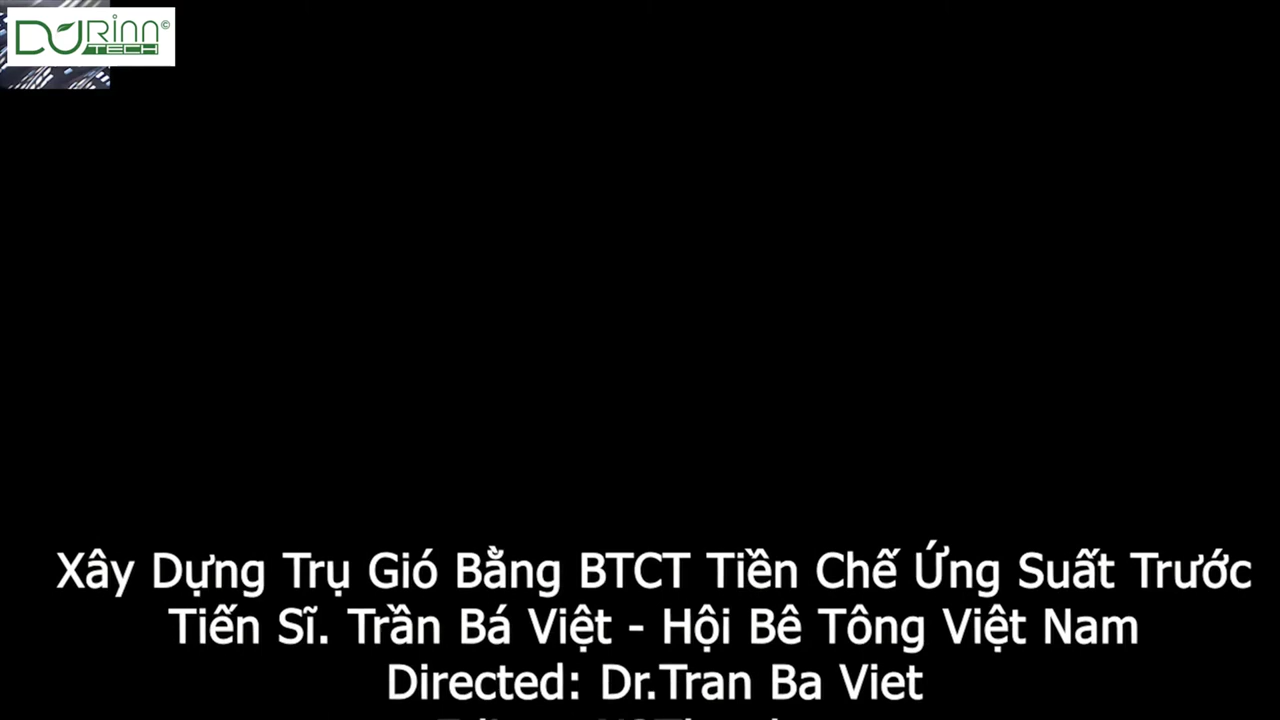 DURINN©
TECH
Xây Dựng Trụ Gió Bằng BTCT Tiền Chế Ứng Suất Trước
Tiến Sĩ. Trần Bá Việt - Hội Bê Tông Việt Nam
Directed: Dr.Tran Ba Viet